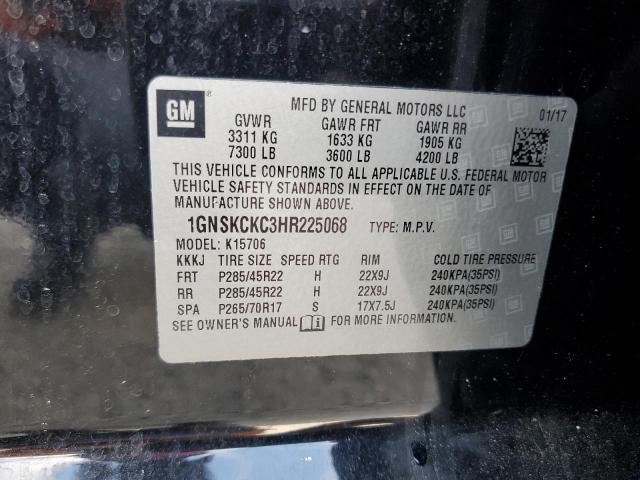 GM
MFD BY GENERAL MOTORS LLC
01/17
GVWR GAWR FRT GAWR RR
3311 KG 1633 KG 1905 KG
7300 LB 3600 LB 4200 LB
THIS VEHICLE CONFORMS TO ALL APPLICABLE U.S. FEDERAL MOTOR
VEHICLE SAFETY STANDARDS IN EFFECT ON THE DATE OF
MANUFACTURE SHOWN ABOVE.
1GNSKCKC3HR225068 TYPE: M.P.V.
MODEL: K15706
KKKJ TIRE SIZE SPEED RTG RIM COLD TIRE PRESSURE
FRT P285/45R22 H 22X9J 240KPA(35PSI)
RR P285/45R22 H 22X9J 240KPA(35PSI)
SPA P265/70R17 S 17X7.5J 240KPA(35PSI)
SEE OWNER'S MANUAL FOR MORE INFORMATION.